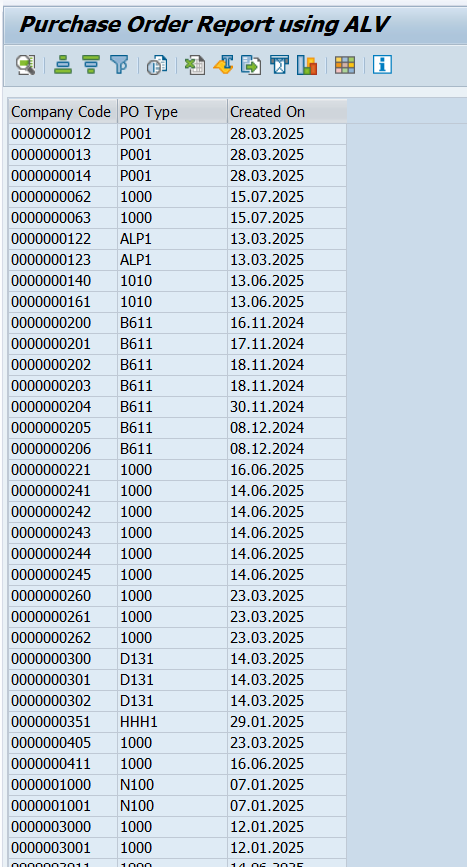 Purchase Order Report using ALV
Company Code PO Type Created On
0000000012 P001 28.03.2025
0000000013 P001 28.03.2025
0000000014 P001 28.03.2025
0000000062 1000 15.07.2025
0000000063 1000 15.07.2025
0000000122 ALP1 13.03.2025
0000000123 ALP1 13.03.2025
0000000140 1010 13.06.2025
0000000161 1010 13.06.2025
0000000200 B611 16.11.2024
0000000201 B611 17.11.2024
0000000202 B611 18.11.2024
0000000203 B611 18.11.2024
0000000204 B611 30.11.2024
0000000205 B611 08.12.2024
0000000206 B611 08.12.2024
0000000221 1000 16.06.2025
0000000241 1000 14.06.2025
0000000242 1000 14.06.2025
0000000243 1000 14.06.2025
0000000244 1000 14.06.2025
0000000245 1000 14.06.2025
0000000260 1000 23.03.2025
0000000261 1000 23.03.2025
0000000262 1000 23.03.2025
0000000300 D131 14.03.2025
0000000301 D131 14.03.2025
0000000302 D131 14.03.2025
0000000351 HHH1 29.01.2025
0000000405 1000 23.03.2025
0000000411 1000 16.06.2025
0000001000 N100 07.01.2025
0000001001 N100 07.01.2025
0000003000 1000 12.01.2025
0000003001 1000 12.01.2025